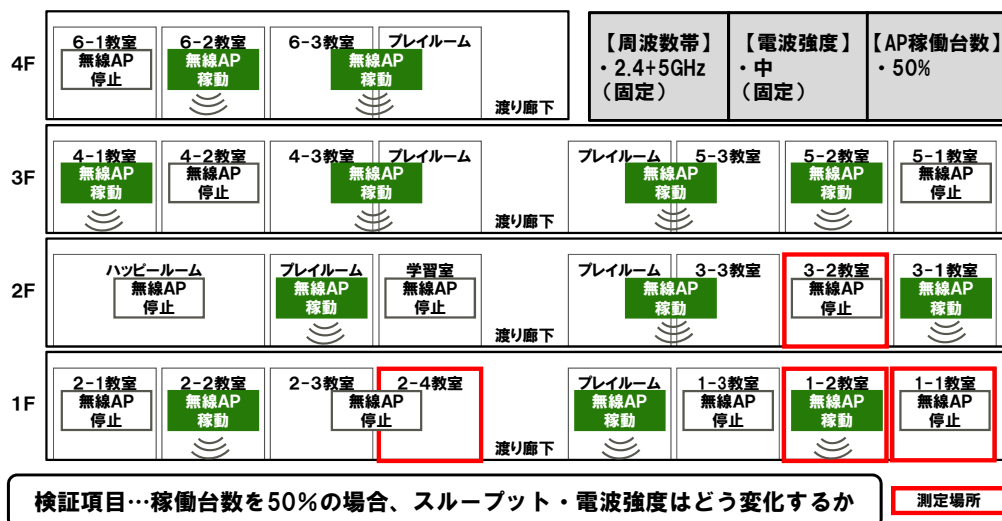 4F
6-1教室
無線AP
停止
6-2教室
無線AP
稼動
6-3教室
プレイルーム
無線AP
稼動
渡り廊下
【周波数帯】
・2.4+5GHz
（固定）
【電波強度】
・中
（固定）
【AP稼働台数】
・50%
3F
4-1教室
無線AP
稼動
4-2教室
無線AP
停止
4-3教室
プレイルーム
無線AP
稼動
渡り廊下
プレイルーム
5-3教室
無線AP
稼動
5-2教室
無線AP
稼動
5-1教室
無線AP
停止
2F
ハッピールーム
無線AP
停止
プレイルーム
無線AP
稼動
学習室
無線AP
停止
渡り廊下
プレイルーム
3-3教室
無線AP
稼動
3-2教室
無線AP
停止
3-1教室
無線AP
稼動
1F
2-1教室
無線AP
停止
2-2教室
無線AP
稼動
2-3教室
2-4教室
無線AP
停止
渡り廊下
プレイルーム
無線AP
稼動
1-3教室
無線AP
停止
1-2教室
無線AP
稼動
1-1教室
無線AP
停止
検証項目…稼働台数を50%の場合、スループット・電波強度はどう変化するか
測定場所